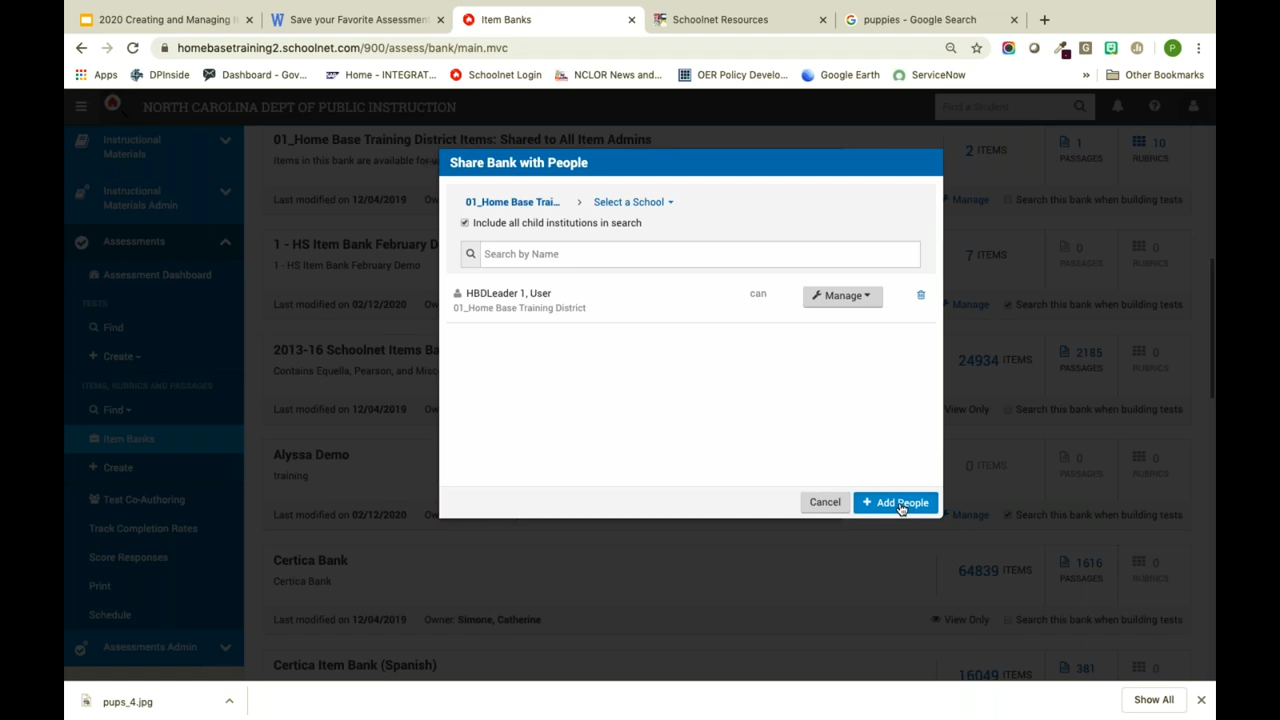 2020 Creating and Managing I
Save your Favorite Assessment
Item Banks
Schoolnet Resources
puppies - Google Search
homebasetraining2.schoolnet.com/900/assess/bank/main.mvc
P
Apps
DPInside
Dashboard - Gov...
Home - INTEGRAT...
Schoolnet Login
NCLOR News and...
OER Policy Develo...
Google Earth
ServiceNow
»
Other Bookmarks
NORTH CAROLINA DEPT OF PUBLIC INSTRUCTION
Find a Student
Instructional
Materials
Instructional
Materials Admin
Assessments
Assessment Dashboard
TESTS
Find
Create
ITEMS, RUBRICS AND PASSAGES
Find
Item Banks
Create
Test Co-Authoring
Track Completion Rates
Score Responses
Print
Schedule
Assessments Admin
01_Home Base Training District Items: Shared to All Item Admins
Items in this bank are available for
2 ITEMS
1
PASSAGES
10
RUBRICS
Last modified on 12/04/2019 Ow
Manage
Search this bank when building tests
1 - HS Item Bank February D
1 - HS Item Bank February Demo
7 ITEMS
0
PASSAGES
0
RUBRICS
Last modified on 02/12/2020 Ow
Manage
Search this bank when building tests
2013-16 Schoolnet Items Ba
Contains Equella, Pearson, and Misc
24934 ITEMS
2185
PASSAGES
0
RUBRICS
Last modified on 12/04/2019 Ow
View Only
Search this bank when building tests
Alyssa Demo
training
0 ITEMS
0
PASSAGES
0
RUBRICS
Last modified on 02/12/2020 Ow
Manage
Search this bank when building tests
Certica Bank
Certica Bank
64839 ITEMS
1616
PASSAGES
0
RUBRICS
Last modified on 12/04/2019 Owner: Simone, Catherine
View Only
Search this bank when building tests
Certica Item Bank (Spanish)
16049 ITEMS
381
0
Share Bank with People
01_Home Base Trai... > Select a School
Include all child institutions in search
Search by Name
HBDLeader 1, User
01_Home Base Training District
can
Manage
Cancel
+ Add People
pups_4.jpg
Show All